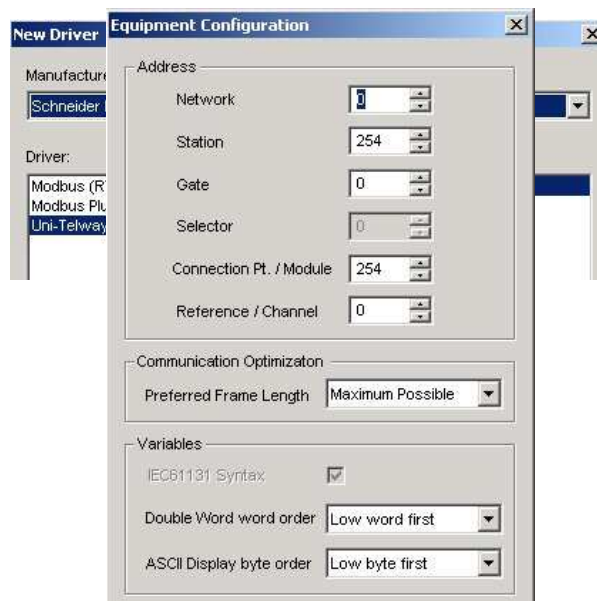 New Driver
Manufacture
Schneider
Driver:
Modbus (R
Modbus Plu
Uni-Telway
Equipment Configuration
Address
Network 0
Station 254
Gate 0
Selector 0
Connection Pt. / Module 254
Reference / Channel 0
Communication Optimizaton
Preferred Frame Length Maximum Possible
Variables
IEC61131 Syntax
Double Word word order Low word first
ASCII Display byte order Low byte first